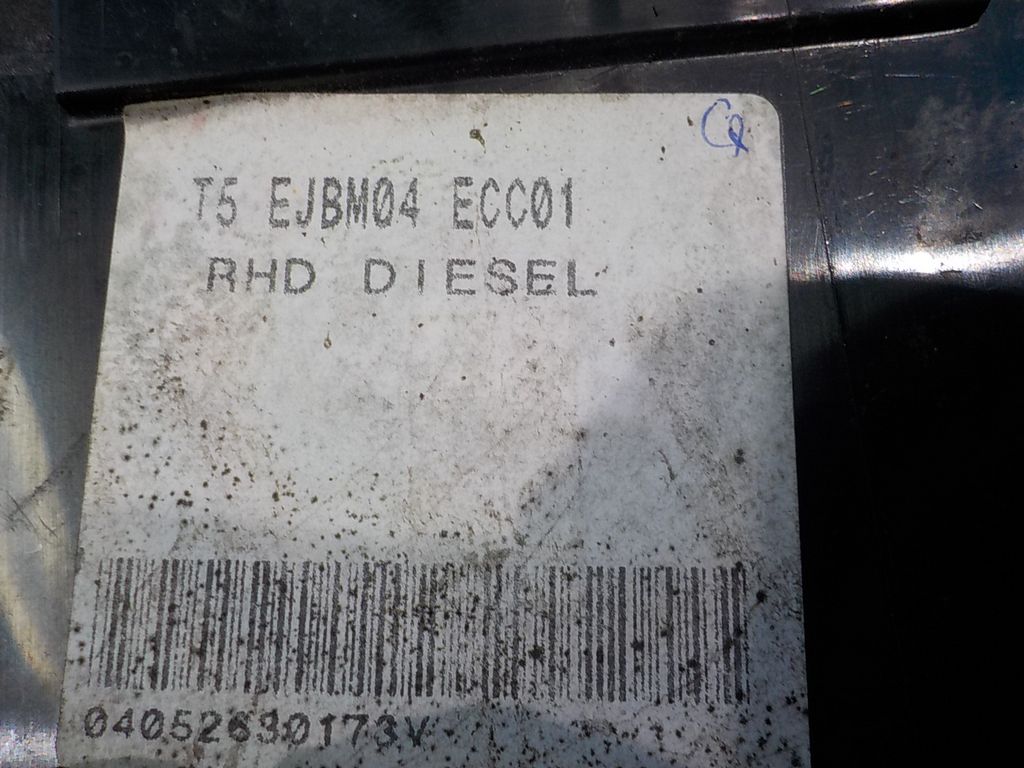 T5 EJBM04 ECC01
RHD DIESEL
04052630173V